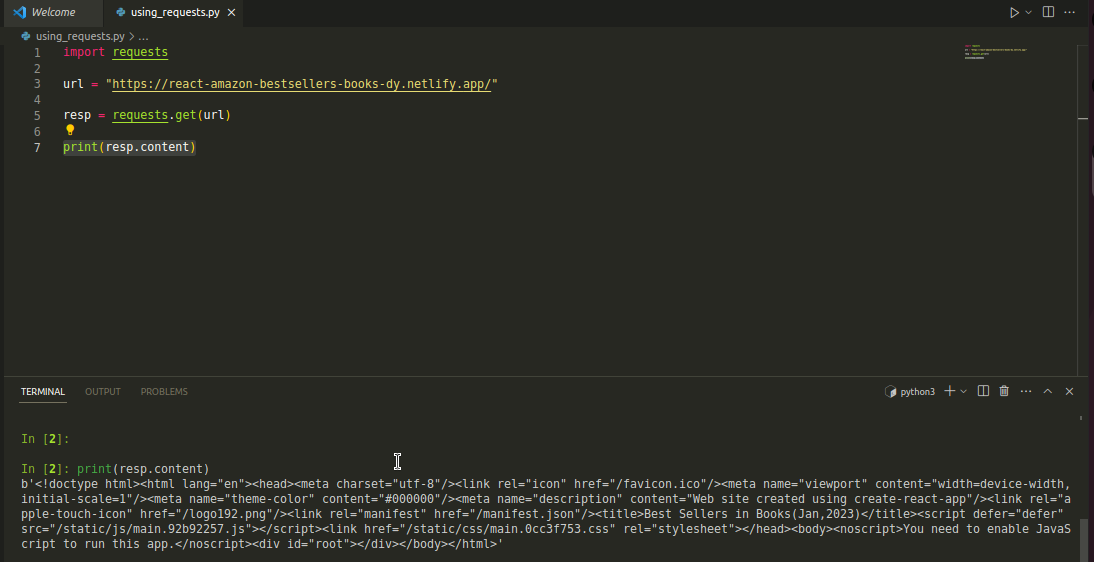 Welcome
using_requests.py
using_requests.py > ...
1 import requests
2
3 url = "https://react-amazon-bestsellers-books-dy.netlify.app/"
4
5 resp = requests.get(url)
6
7 print(resp.content)
TERMINAL OUTPUT PROBLEMS
python3
In [2]:
In [2]: print(resp.content)
b'<!doctype html><html lang="en"><head><meta charset="utf-8"/><link rel="icon" href="/favicon.ico"/><meta name="viewport" content="width=device-width,
initial-scale=1"/><meta name="theme-color" content="#000000"/><meta name="description" content="Web site created using create-react-app"/><link rel="a
pple-touch-icon" href="/logo192.png"/><link rel="manifest" href="/manifest.json"/><title>Best Sellers in Books(Jan,2023)</title><script defer="defer"
src="/static/js/main.92b92257.js"></script><link href="/static/css/main.0cc3f753.css" rel="stylesheet"></head><body><noscript>You need to enable JavaS
cript to run this app.</noscript><div id="root"></div></body></html>'